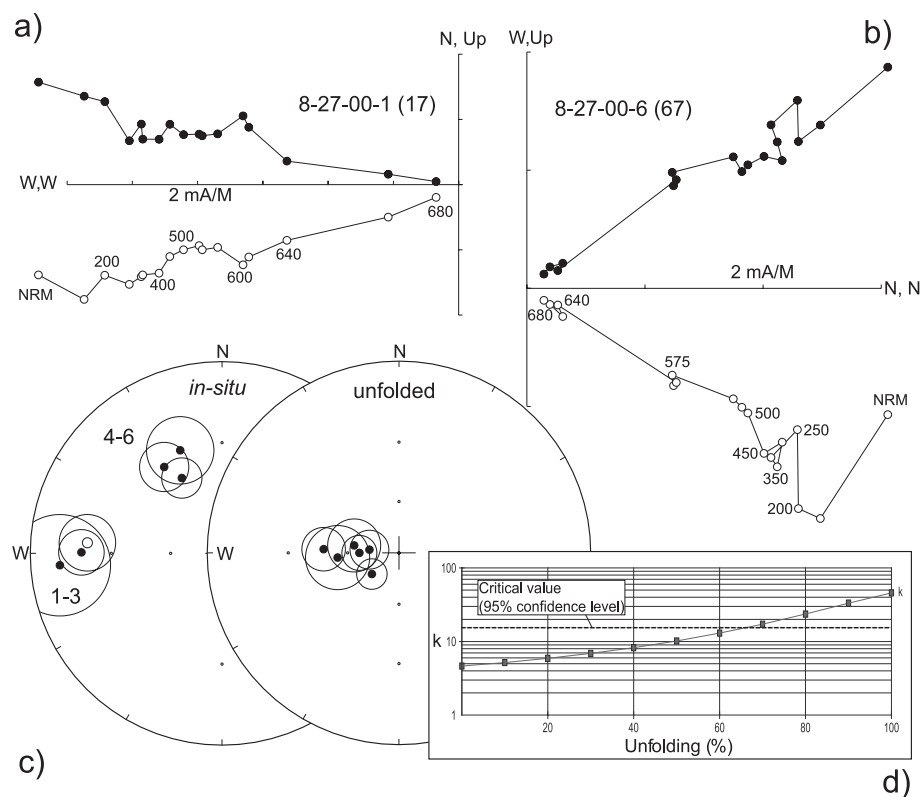 a)
N, Up
8-27-00-1 (17)
W,W
2 mA/M
680
500
200
640
600
400
NRM
b)
W,Up
8-27-00-6 (67)
2 mA/M
N, N
640
680
575
NRM
500
250
450
350
200
c)
N
in-situ
4-6
W
1-3
N
unfolded
W
d)
100
Critical value
(95% confidence level)
k
k
10
1
20
40
60
80
100
Unfolding (%)